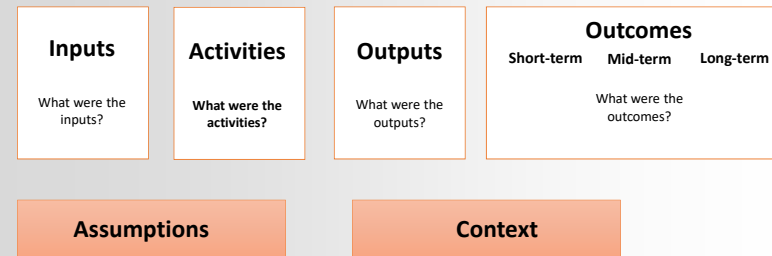 Inputs
What were the
inputs?
Activities
What were the
activities?
Outputs
What were the
outputs?
Outcomes
Short-term Mid-term Long-term
What were the
outcomes?
Assumptions
Context